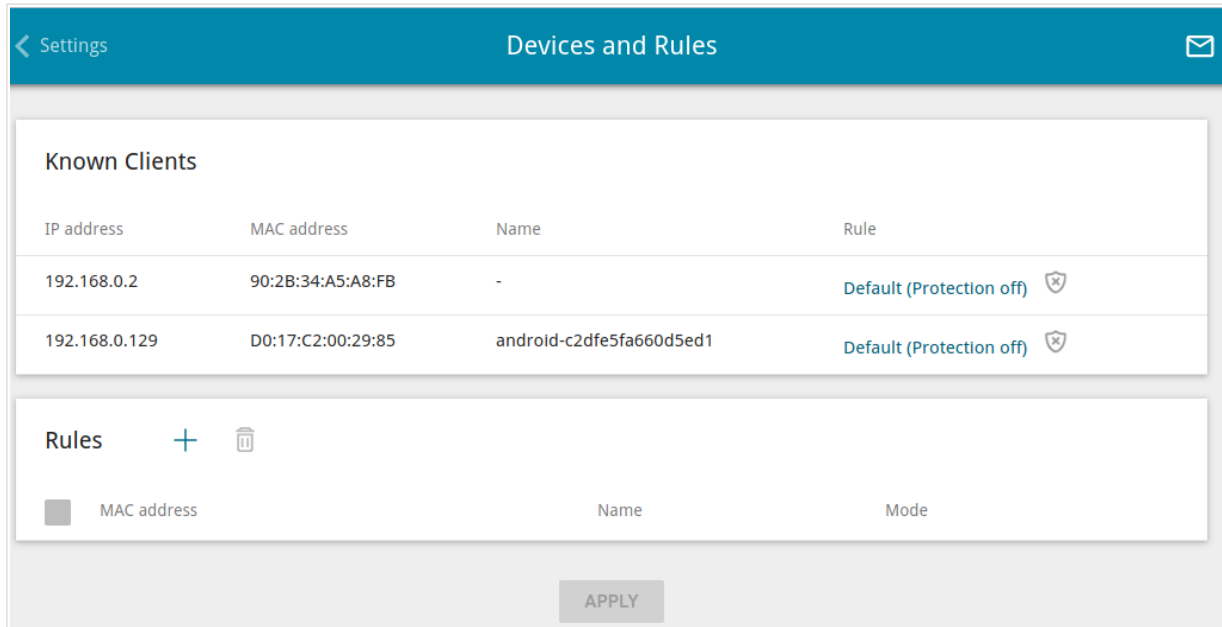 Settings Devices and Rules
Known Clients
IP address MAC address Name Rule
192.168.0.2 90:2B:34:A5:A8:FB - Default (Protection off)
192.168.0.129 D0:17:C2:00:29:85 android-c2dfe5fa660d5ed1 Default (Protection off)
Rules
MAC address Name Mode
APPLY